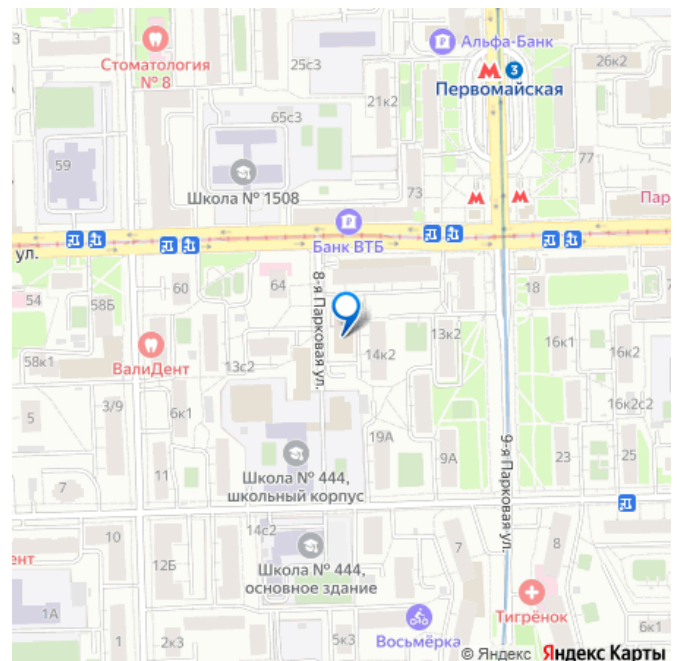 Альфа-Банк
Стоматология
№ 8
25с3
3
26к2
Первомайская
21к2
65с3
59
77
Школа № 1508
73
Пар
Банк ВТБ
ул.
54
58Б
60
64
8-я Парковая ул.
18
13к2
16к1
16к2
58к1
ВалиДент
13с2
14к2
5
3/9
6к1
16к2с2
19А
9А
23
25
7
11
Школа № 444,
школьный корпус
9-я Парковая ул.
10
14с2
ент
12Б
Школа № 444,
основное здание
7
8
1А
Тигрёнок
1
2к3
5к3
Восьмёрка
6к1
© Яндекс Яндекс Карты